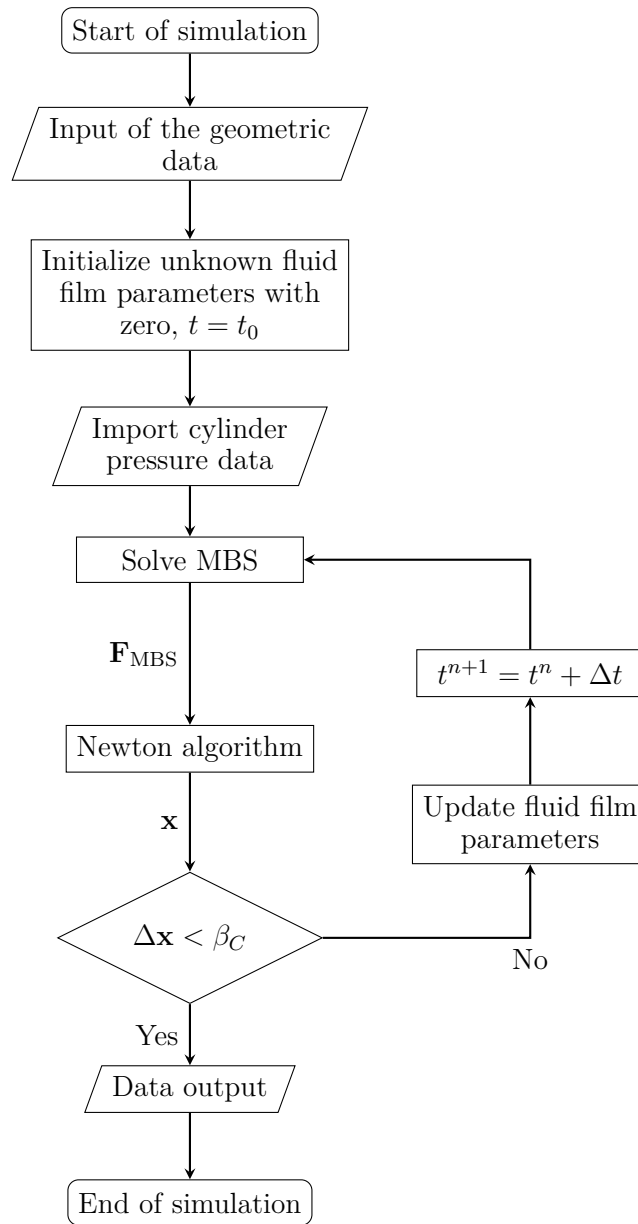 Start of simulation
Input of the geometric
data
Initialize unknown fluid
film parameters with
zero, t = t₀
Import cylinder
pressure data
Solve MBS
F_MBS
tⁿ⁺¹ = tⁿ + Δt
Newton algorithm
Update fluid film
parameters
x
Δx < β_C
No
Yes
Data output
End of simulation